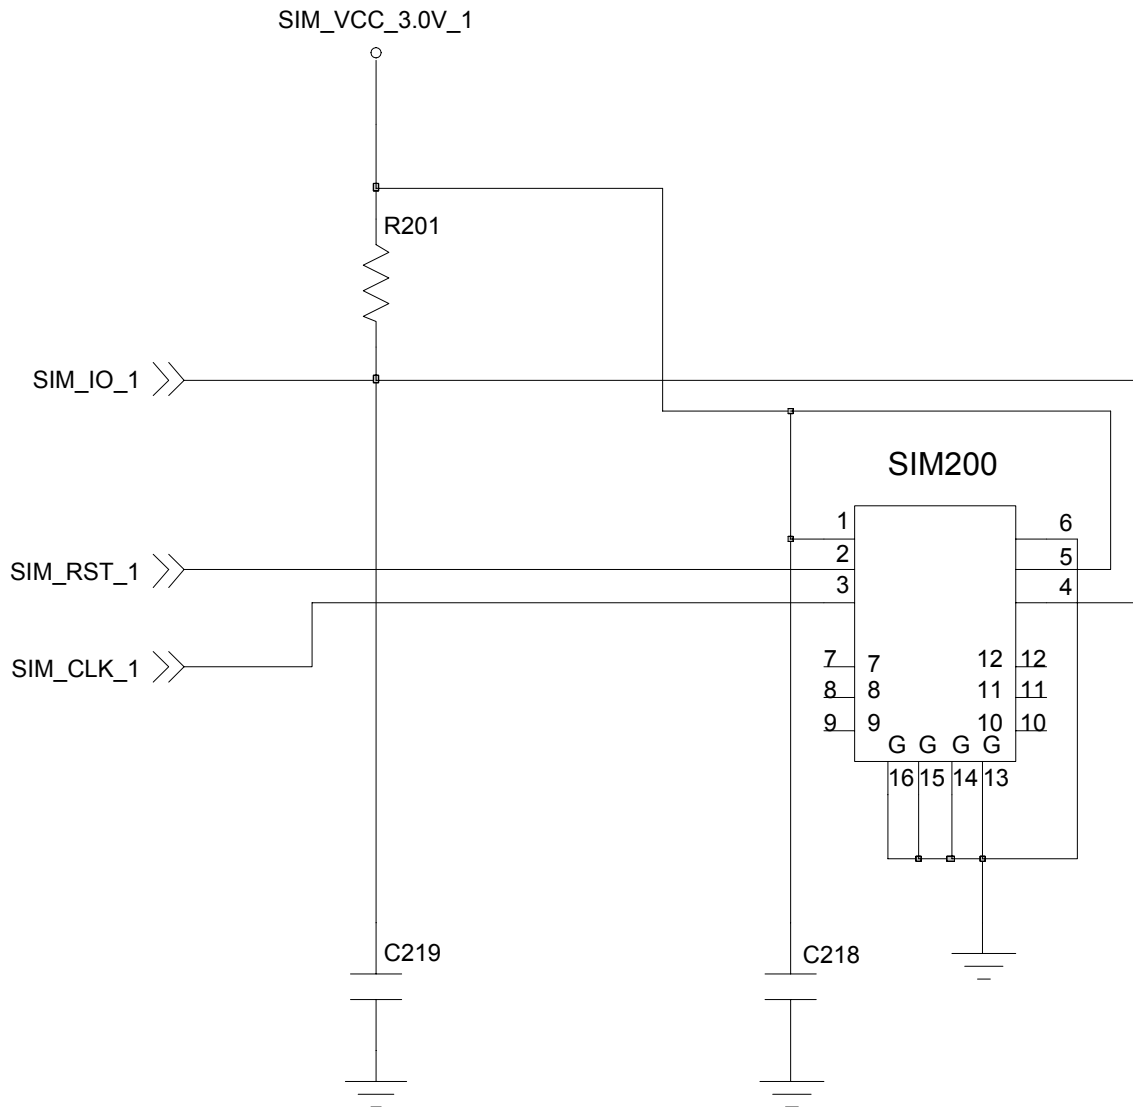 SIM_VCC_3.0V_1
R201
SIM_IO_1
SIM200
1 6
2 5
SIM_RST_1
3 4
SIM_CLK_1
7 7 12 12
8 8 11 11
9 9 10 10
G G G G
16 15 14 13
C219 C218